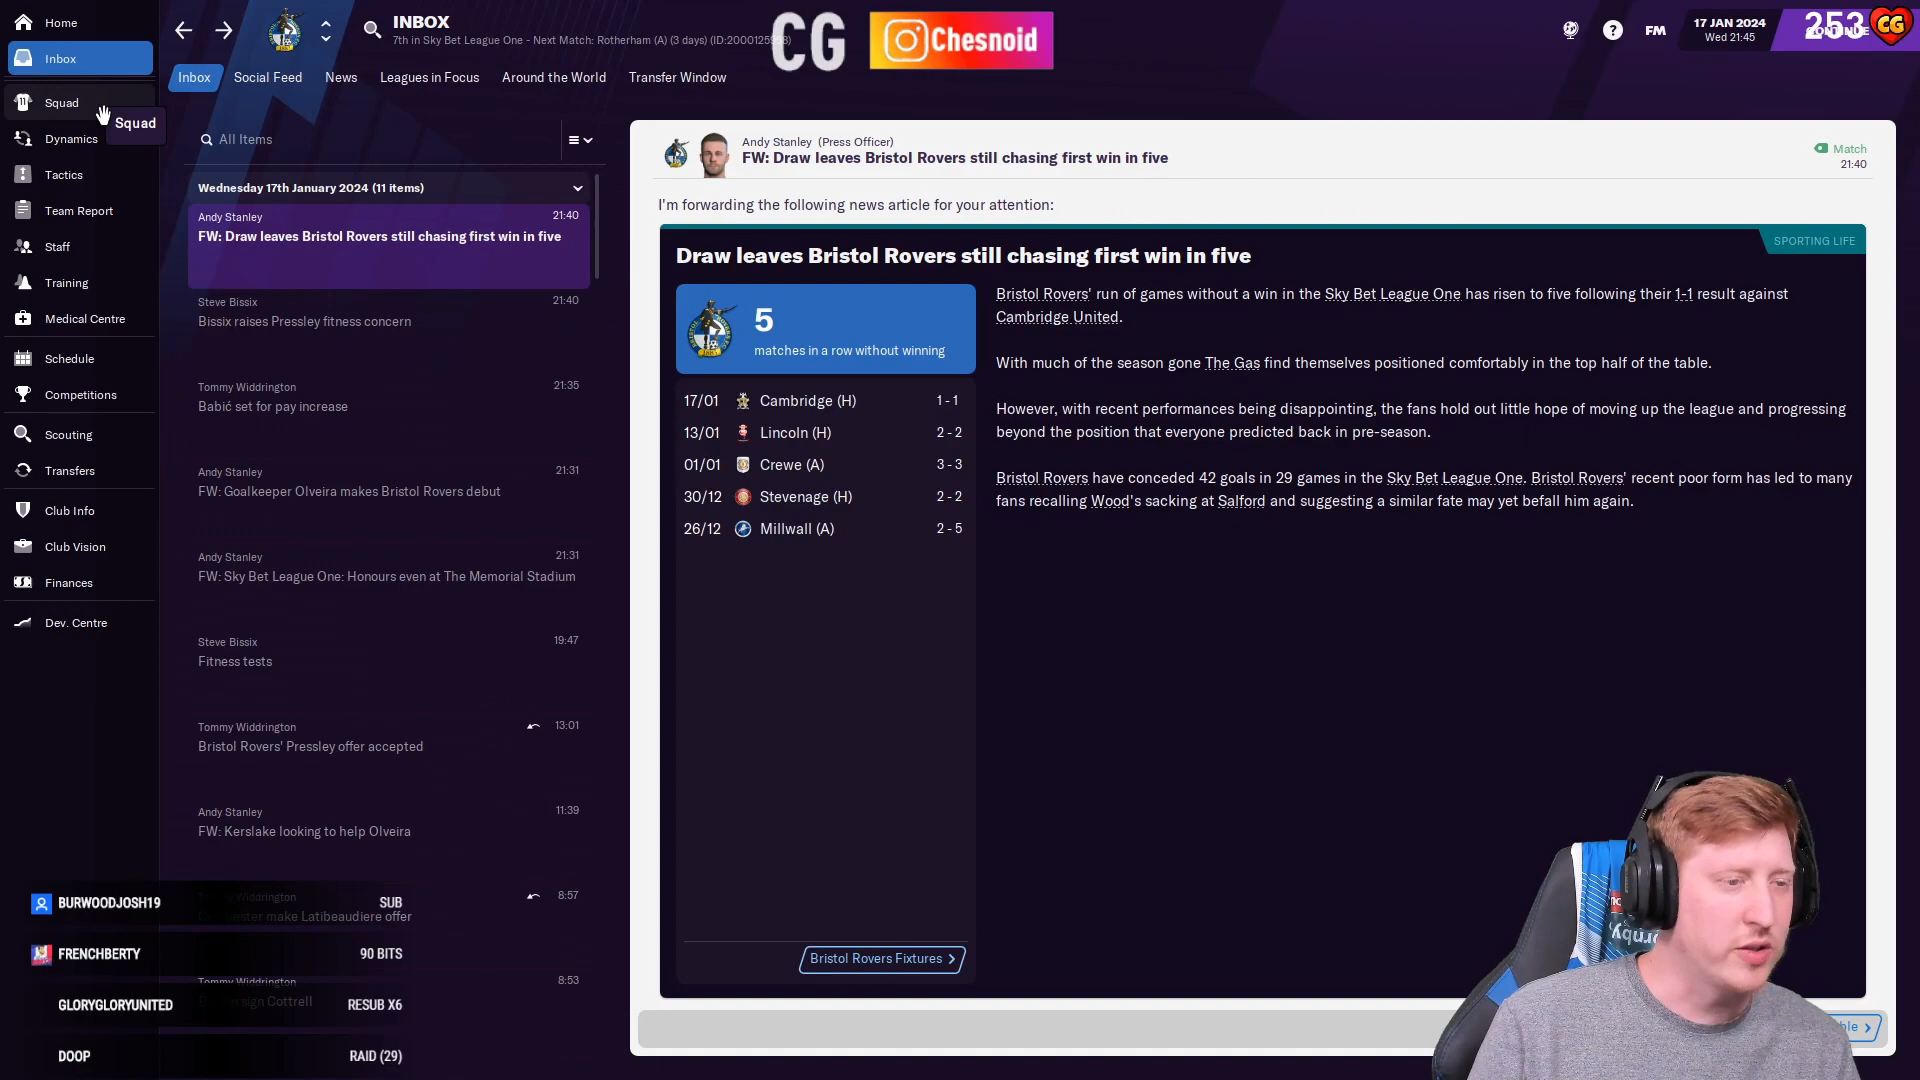 Home
Inbox
Squad
Squad
Dynamics
Tactics
Team Report
Staff
Training
Medical Centre
Schedule
Competitions
Scouting
Transfers
Club Info
Club Vision
Finances
Dev. Centre
INBOX
7th in Sky Bet League One - Next Match: Rotherham (A) (3 days)
CG
Chesnoid
FM
17 JAN 2024
Wed 21:45
253
CG
Inbox
Social Feed
News
Leagues in Focus
Around the World
Transfer Window
All Items
Wednesday 17th January 2024 (11 items)
Andy Stanley 21:40
FW: Draw leaves Bristol Rovers still chasing first win in five
Steve Bissix 21:40
Bissix raises Pressley fitness concern
Tommy Widdrington 21:35
Babić set for pay increase
Andy Stanley 21:31
FW: Goalkeeper Olveira makes Bristol Rovers debut
Andy Stanley 21:31
FW: Sky Bet League One: Honours even at The Memorial Stadium
Steve Bissix 19:47
Fitness tests
Tommy Widdrington 13:01
Bristol Rovers' Pressley offer accepted
Andy Stanley 11:39
FW: Kerslake looking to help Olveira
Widdrington 8:57
make Latibeaudiere offer
Tommy Widdrington 8:53
sign Cottrell
BURWOODJOSH19 SUB
FRENCHBERTY 90 BITS
GLORYGLORYUNITED RESUB X6
DOOP RAID (29)
Andy Stanley (Press Officer)
FW: Draw leaves Bristol Rovers still chasing first win in five
Match
21:40
I'm forwarding the following news article for your attention:
SPORTING LIFE
Draw leaves Bristol Rovers still chasing first win in five
5
matches in a row without winning
17/01 Cambridge (H) 1 - 1
13/01 Lincoln (H) 2 - 2
01/01 Crewe (A) 3 - 3
30/12 Stevenage (H) 2 - 2
26/12 Millwall (A) 2 - 5
Bristol Rovers Fixtures
Bristol Rovers' run of games without a win in the Sky Bet League One has risen to five following their 1-1 result against
Cambridge United.
With much of the season gone The Gas find themselves positioned comfortably in the top half of the table.
However, with recent performances being disappointing, the fans hold out little hope of moving up the league and progressing
beyond the position that everyone predicted back in pre-season.
Bristol Rovers have conceded 42 goals in 29 games in the Sky Bet League One. Bristol Rovers' recent poor form has led to many
fans recalling Wood's sacking at Salford and suggesting a similar fate may yet befall him again.